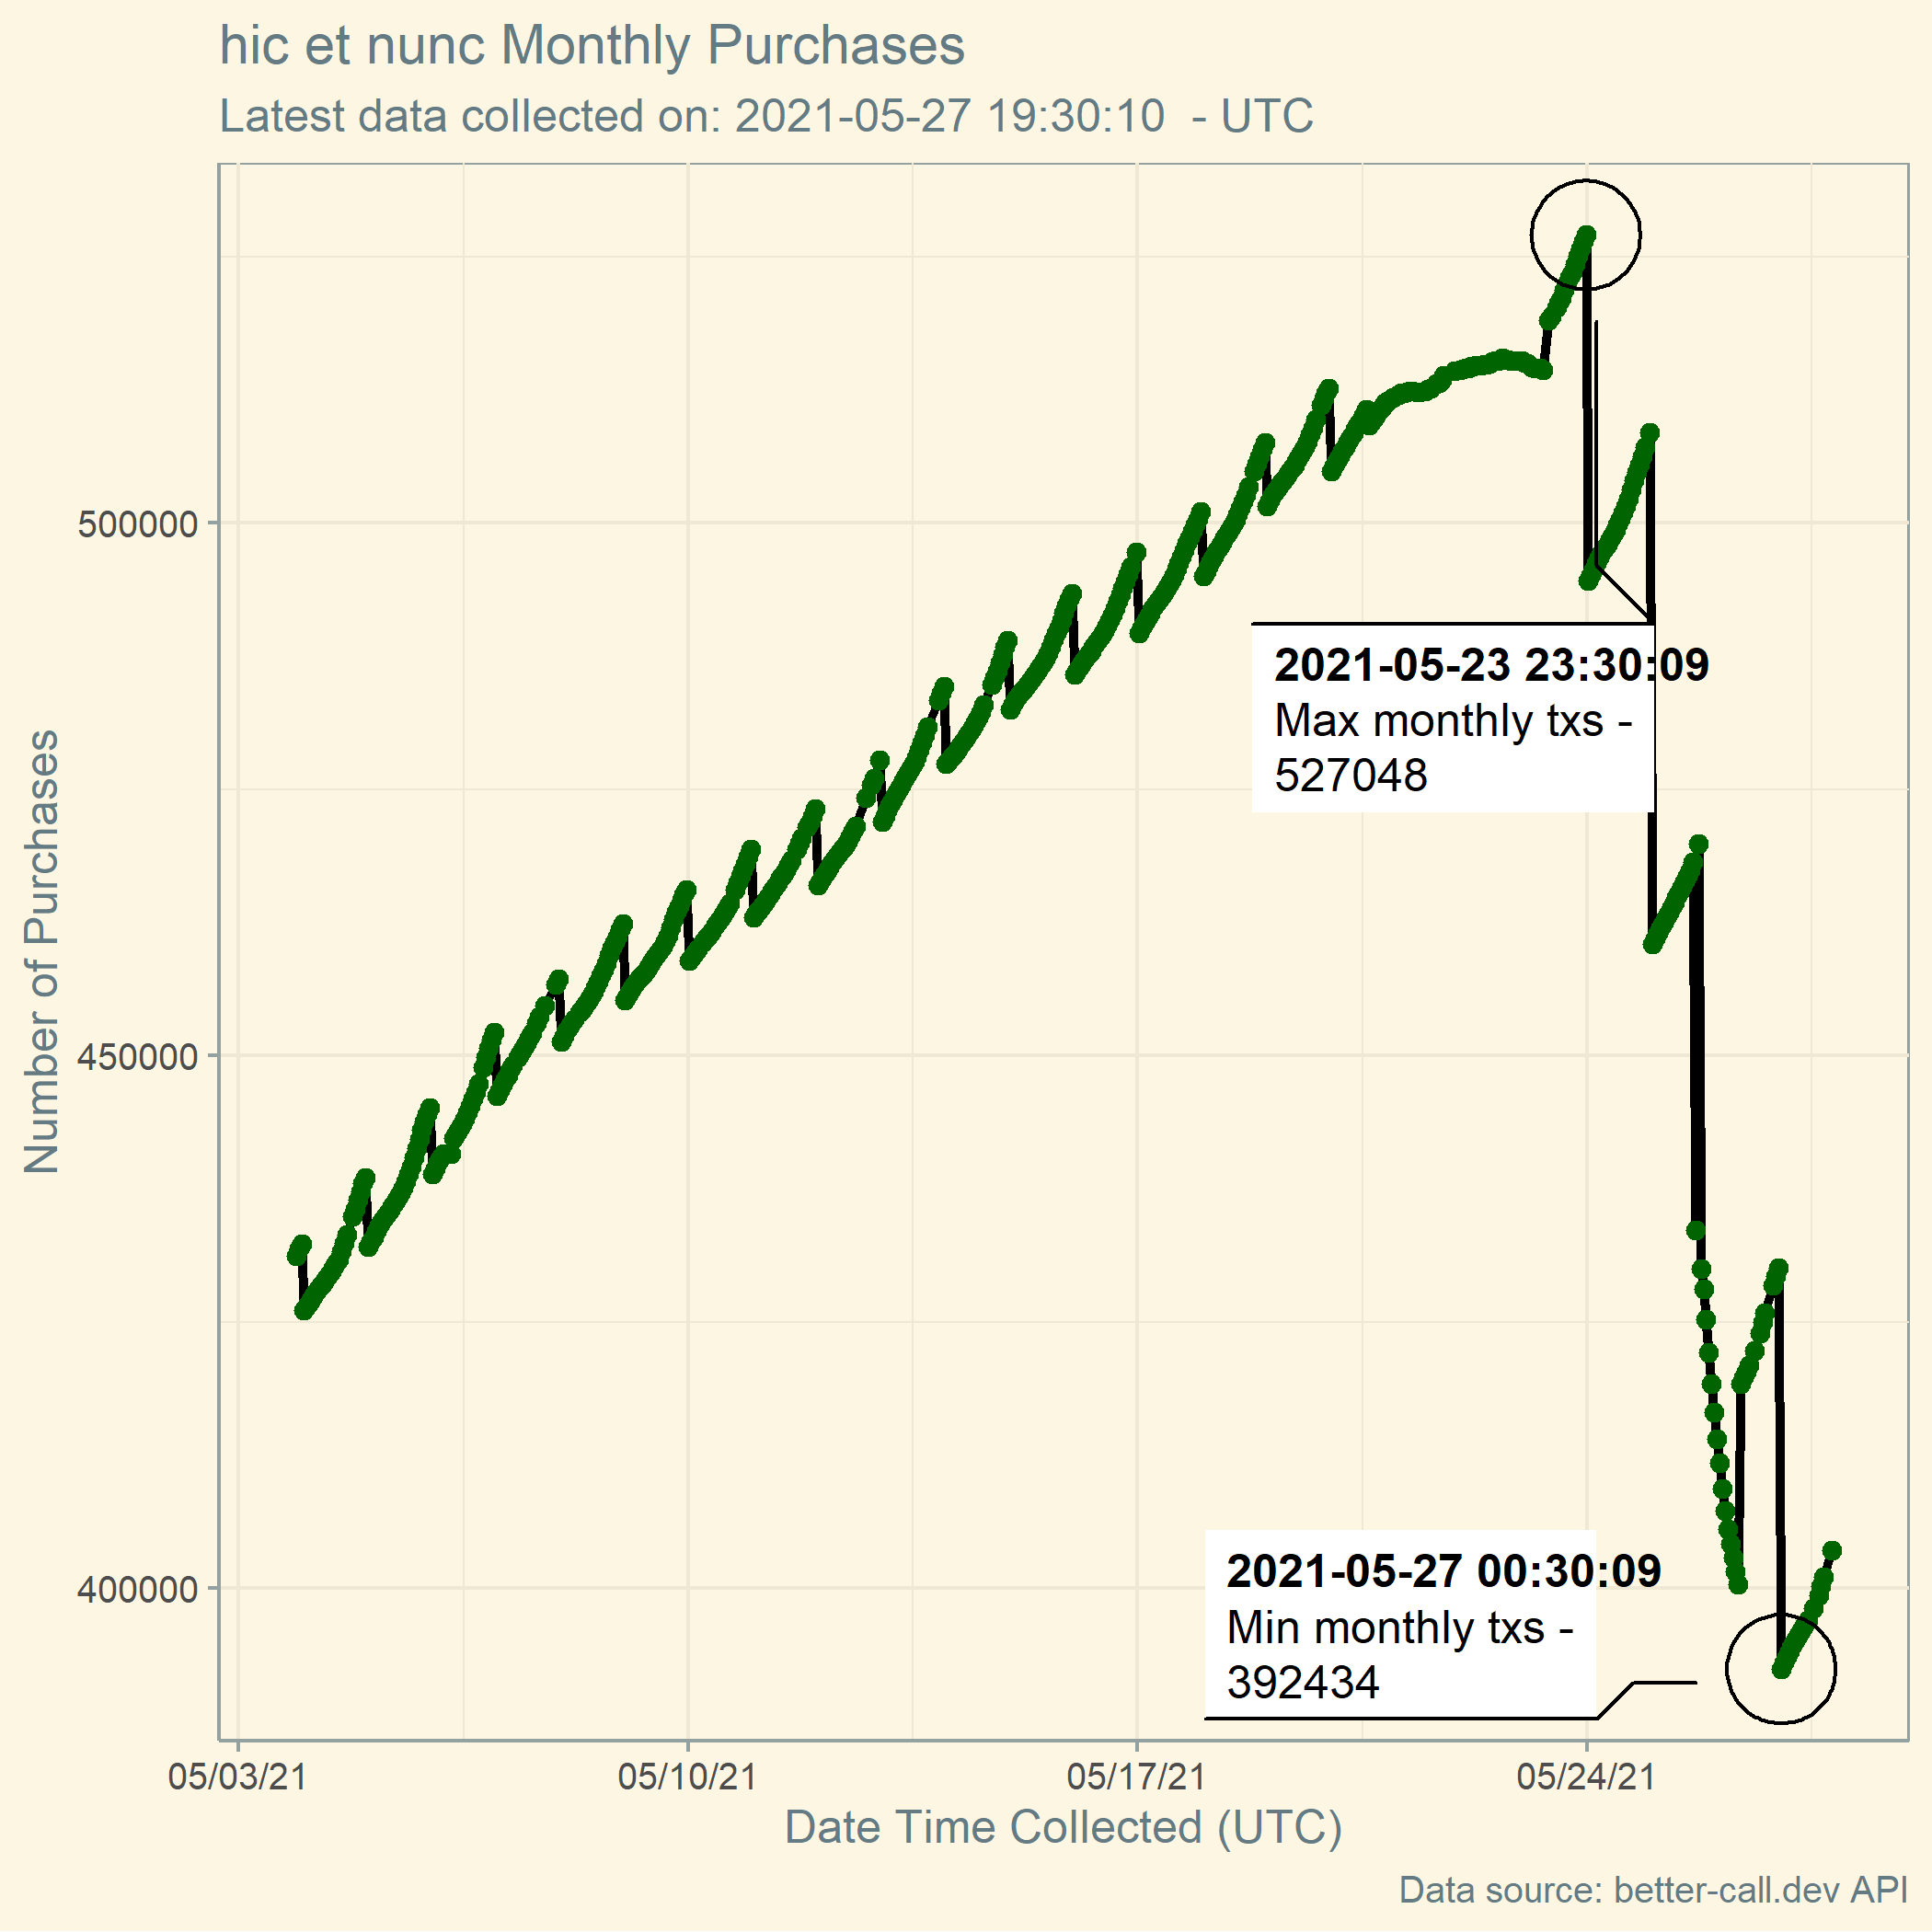 hic et nunc Monthly Purchases
Latest data collected on: 2021-05-27 19:30:10  - UTC
Number of Purchases
500000
450000
400000
2021-05-23 23:30:09
Max monthly txs -
527048
2021-05-27 00:30:09
Min monthly txs -
392434
05/03/21
05/10/21
05/17/21
05/24/21
Date Time Collected (UTC)
Data source: better-call.dev API